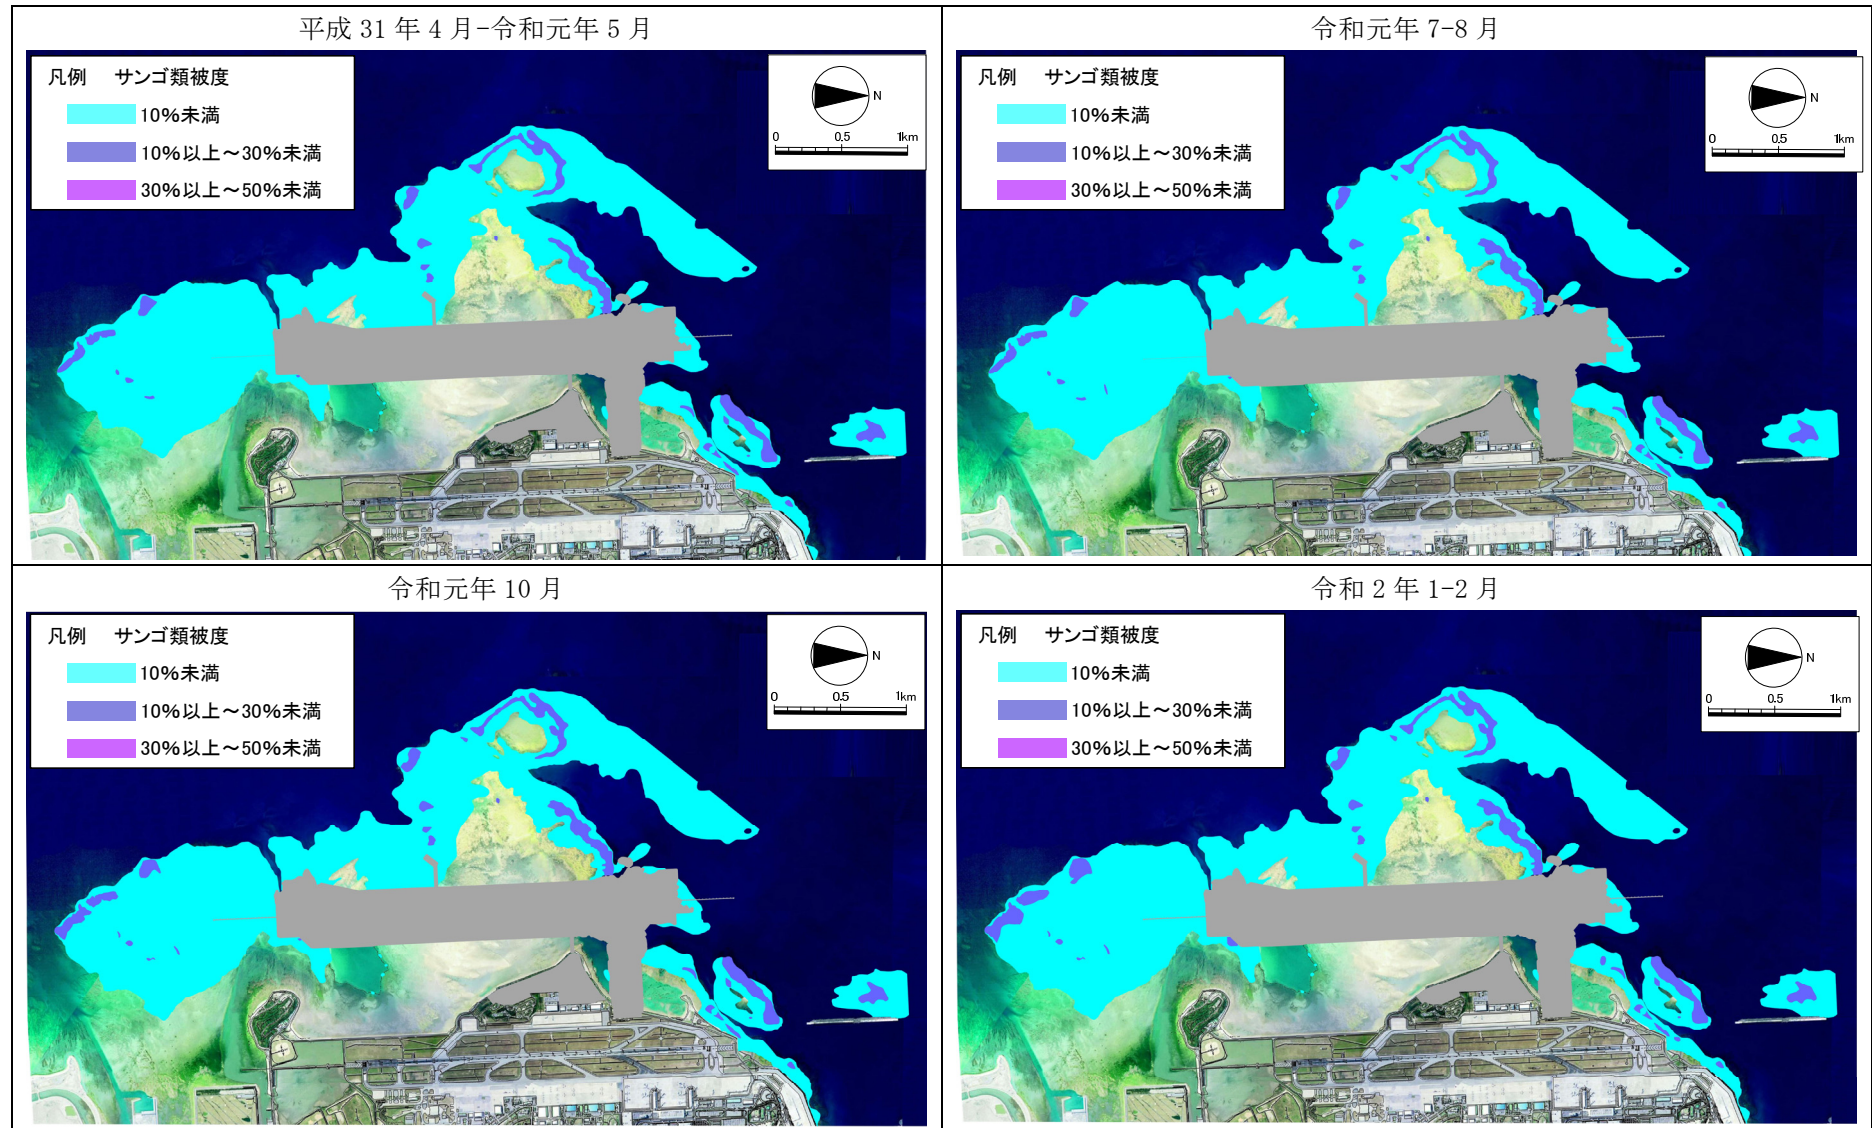 平成 31 年 4 月-令和元年 5 月
凡例 サンゴ類被度
10%未満
10%以上～30%未満
30%以上～50%未満
N
0 0.5 1km
令和元年 7-8 月
凡例 サンゴ類被度
10%未満
10%以上～30%未満
30%以上～50%未満
N
0 0.5 1km
令和元年 10 月
凡例 サンゴ類被度
10%未満
10%以上～30%未満
30%以上～50%未満
N
0 0.5 1km
令和 2 年 1-2 月
凡例 サンゴ類被度
10%未満
10%以上～30%未満
30%以上～50%未満
N
0 0.5 1km